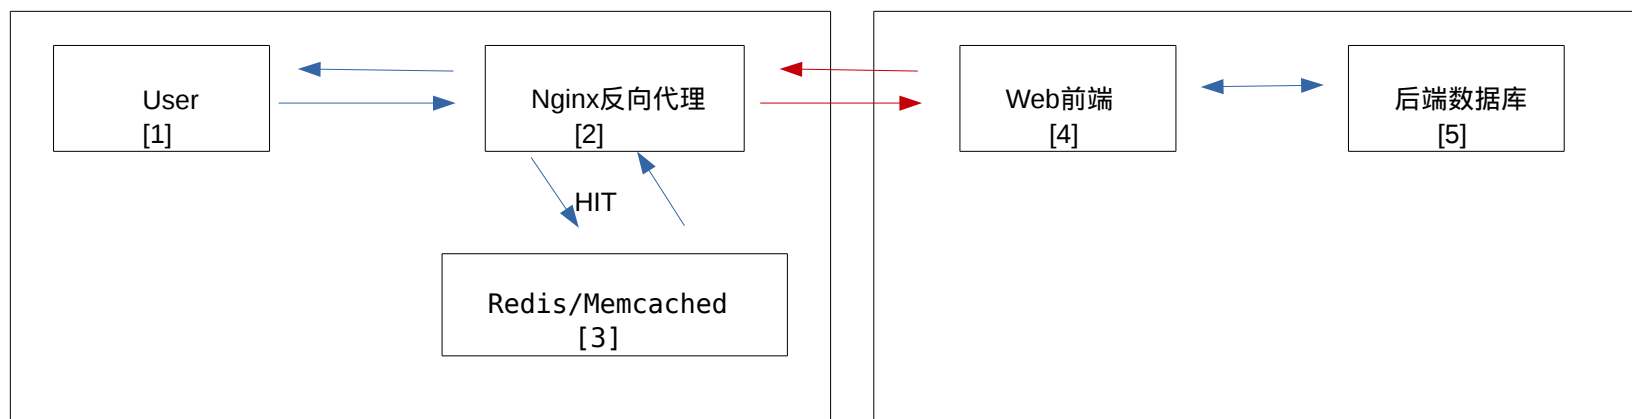 User
[1]
Nginx反向代理
[2]
Web前端
[4]
后端数据库
[5]
HIT
Redis/Memcached
[3]